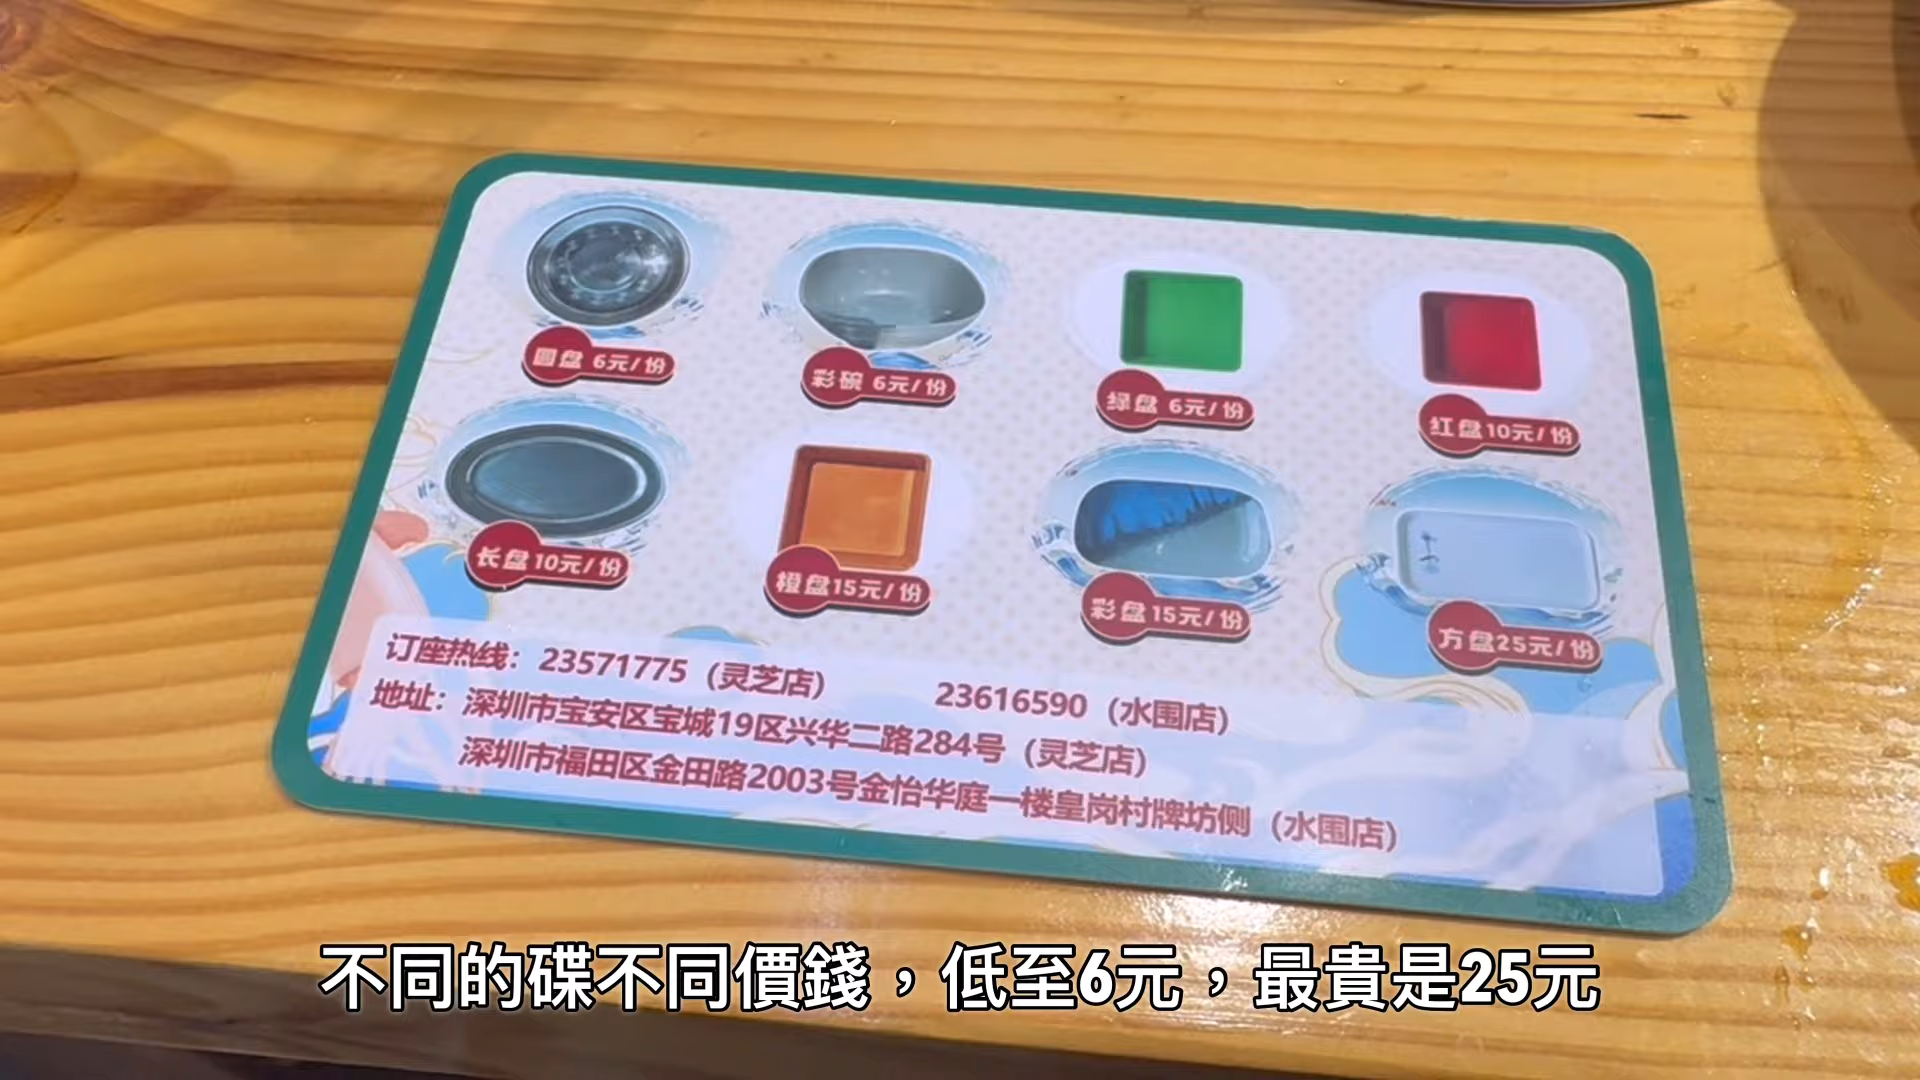 圆盘 6元/份
彩碗 6元/份
绿盘 6元/份
红盘10元/份
长盘10元/份
橙盘15元/份
彩盘15元/份
方盘25元/份
订座热线：23571775（灵芝店） 23616590（水围店）
地址：深圳市宝安区宝城19区兴华二路284号（灵芝店）
深圳市福田区金田路2003号金怡华庭一楼皇岗村牌坊侧（水围店）
不同的碟不同價錢，低至6元，最貴是25元